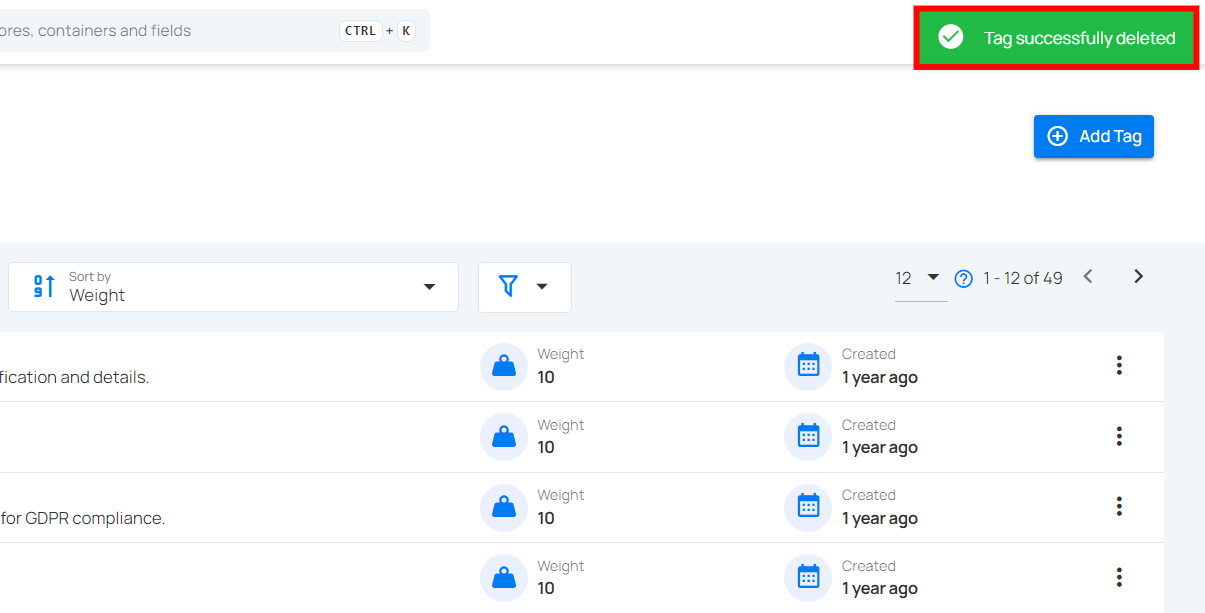 ores, containers and fields CTRL + K
Tag successfully deleted
Add Tag
Sort by
Weight
12 1 - 12 of 49
Weight Created
fication and details. 10 1 year ago
Weight Created
10 1 year ago
Weight Created
for GDPR compliance. 10 1 year ago
Weight Created
10 1 year ago